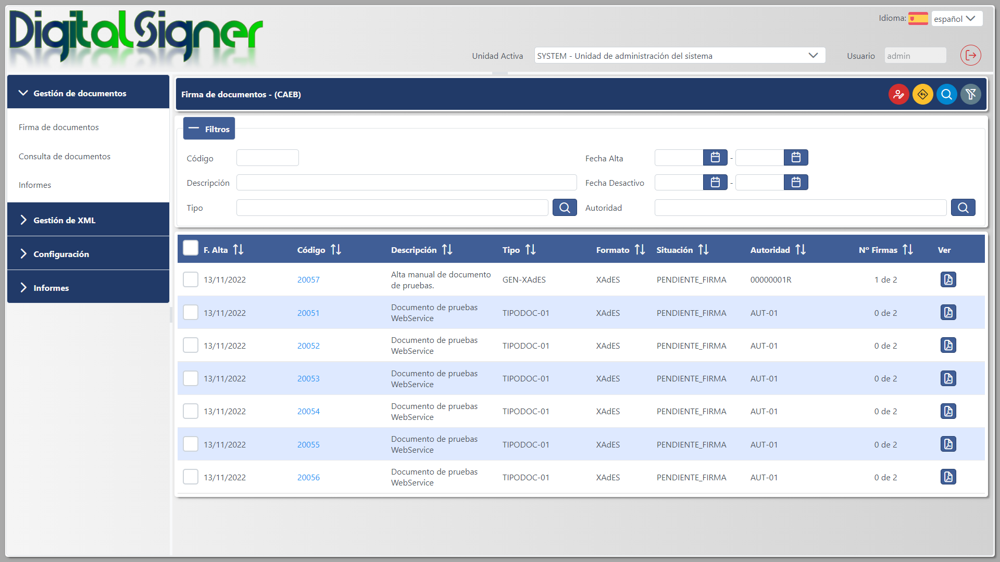 DigitalSigner
Idioma: español
Unidad Activa SYSTEM - Unidad de administración del sistema Usuario admin
Gestión de documentos
Firma de documentos
Consulta de documentos
Informes
Gestión de XML
Configuración
Informes
Firma de documentos - (CAEB)
Filtros
Código Fecha Alta -
Descripción Fecha Desactivo -
Tipo Autoridad
F. Alta Código Descripción Tipo Formato Situación Autoridad Nº Firmas Ver
13/11/2022 20057 Alta manual de documento de pruebas. GEN-XAdES XAdES PENDIENTE_FIRMA 00000001R 1 de 2
13/11/2022 20051 Documento de pruebas WebService TIPODOC-01 XAdES PENDIENTE_FIRMA AUT-01 0 de 2
13/11/2022 20052 Documento de pruebas WebService TIPODOC-01 XAdES PENDIENTE_FIRMA AUT-01 0 de 2
13/11/2022 20053 Documento de pruebas WebService TIPODOC-01 XAdES PENDIENTE_FIRMA AUT-01 0 de 2
13/11/2022 20054 Documento de pruebas WebService TIPODOC-01 XAdES PENDIENTE_FIRMA AUT-01 0 de 2
13/11/2022 20055 Documento de pruebas WebService TIPODOC-01 XAdES PENDIENTE_FIRMA AUT-01 0 de 2
13/11/2022 20056 Documento de pruebas WebService TIPODOC-01 XAdES PENDIENTE_FIRMA AUT-01 0 de 2